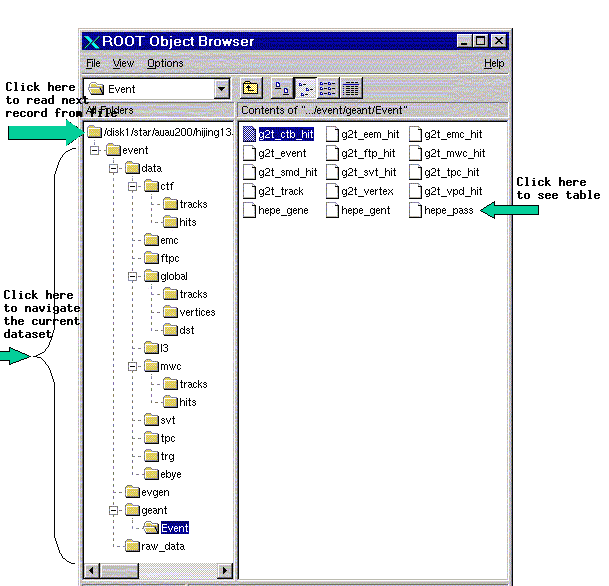 ROOT Object Browser
File View Options Help
Click here
to read next
record from file
Event
All Folders
Contents of ".../event/geant/Event"
/disk1/star/auau200/hijing13
event
data
ctf
tracks
hits
emc
ftpc
global
tracks
vertices
dst
l3
mwc
tracks
hits
svt
tpc
trg
ebye
evgen
geant
Event
raw_data
Click here
to navigate
the current
dataset
g2t_ctb_hit g2t_eem_hit g2t_emc_hit
g2t_event g2t_ftp_hit g2t_mwc_hit
g2t_smd_hit g2t_svt_hit g2t_tpc_hit
g2t_track g2t_vertex g2t_vpd_hit
hepe_gene hepe_gent hepe_pass
Click here
to see table